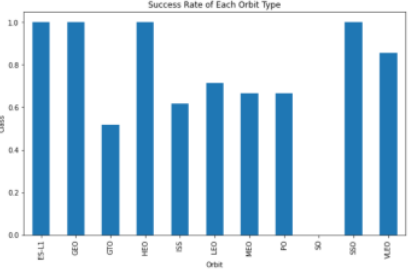 Success Rate of Each Orbit Type
1.0
0.8
0.6
0.4
0.2
0.0
Class
ES-L1
GEO
GTO
HEO
ISS
LEO
MEO
PO
SO
SSO
VLEO
Orbit